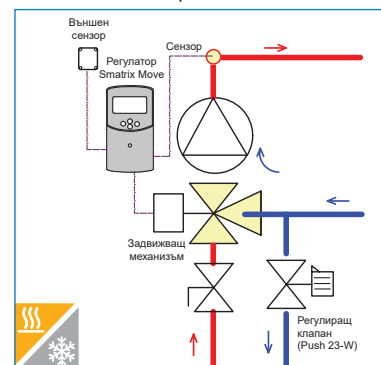 Външен
сензор
Регулатор
Smatrix Move
Сензор
Задвижващ
механизъм
Регулиращ
клапан
(Push 23-W)